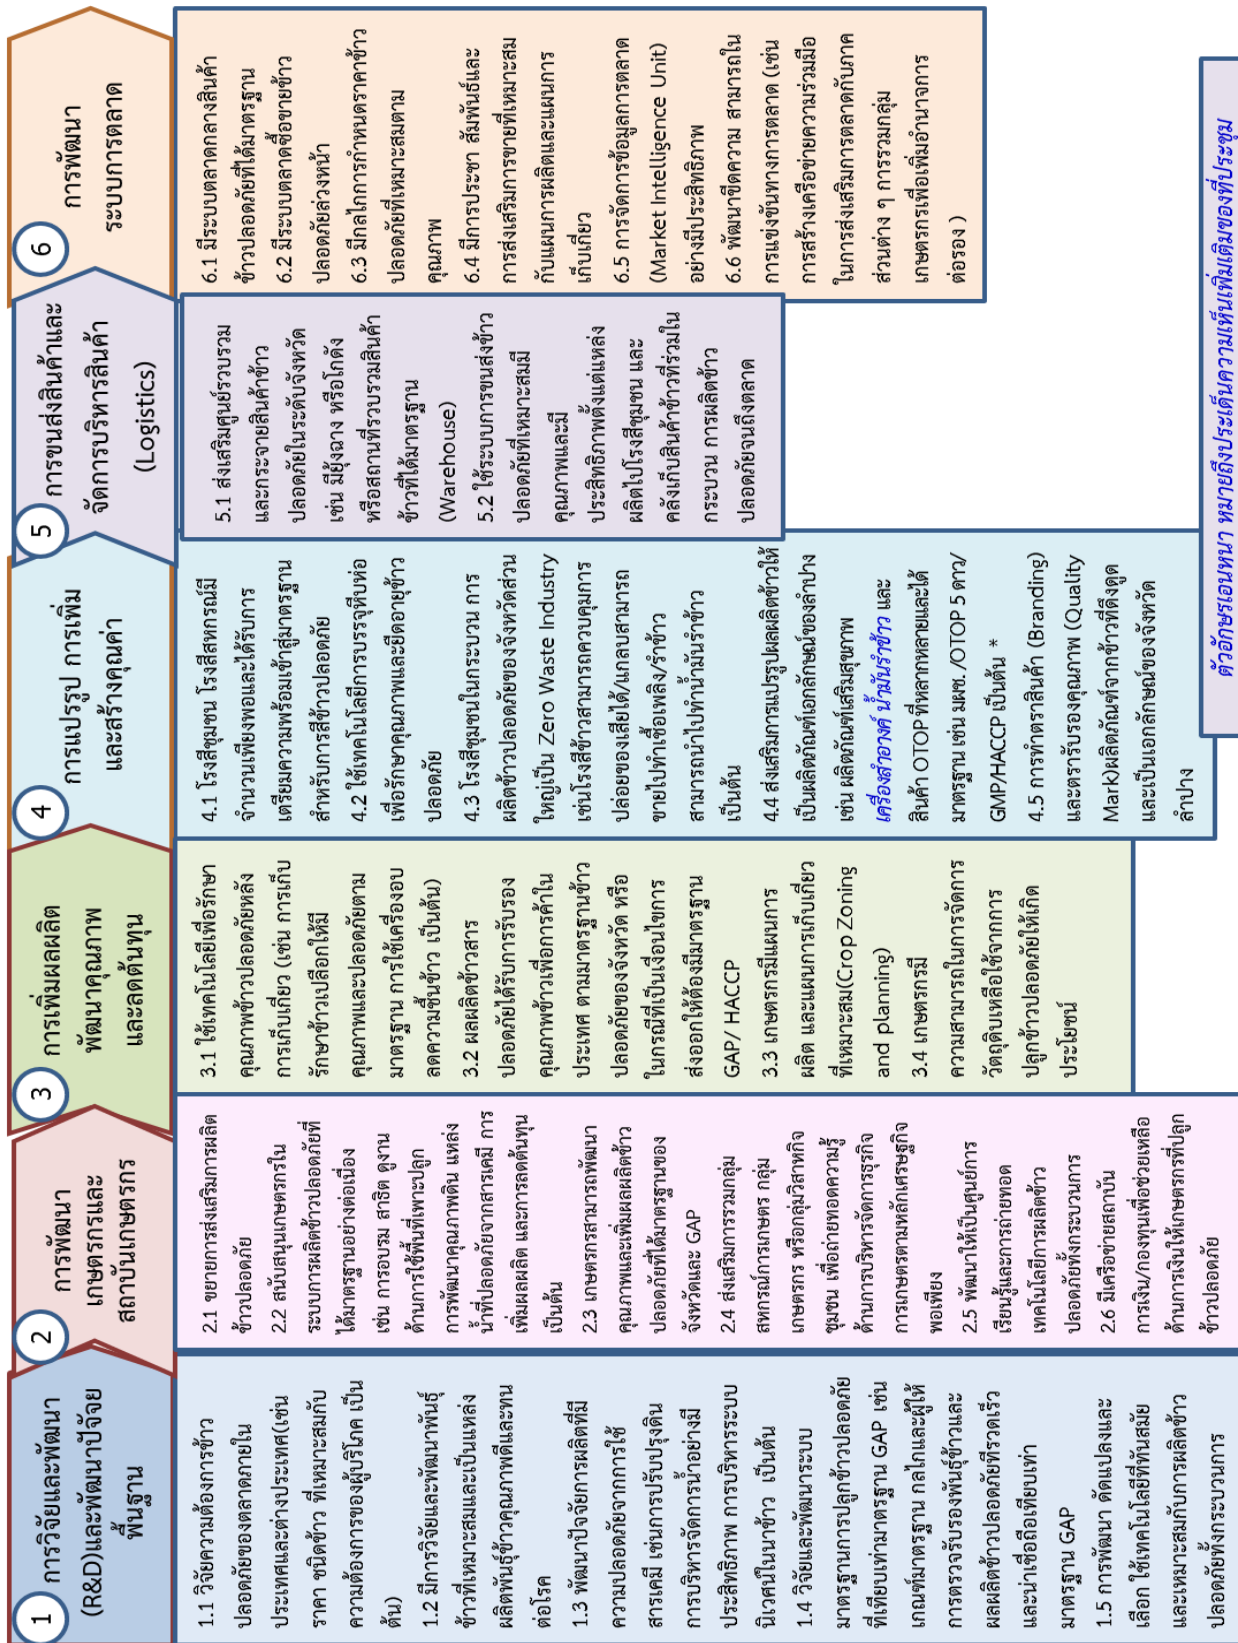 1
การวิจัยและพัฒนา
(R&D)และพัฒนาปัจจัย
พื้นฐาน
1.1 วิจัยความต้องการข้าว
ปลอดภัยของตลาดภายใน
ประเทศและต่างประเทศ(เช่น
ราคา ชนิดข้าว ที่เหมาะสมกับ
ความต้องการของผู้บริโภค เป็น
ต้น)
1.2 มีการวิจัยและพัฒนาพันธุ์
ข้าวที่เหมาะสมและเป็นแหล่ง
ผลิตพันธุ์ข้าวคุณภาพดีและทน
ต่อโรค
1.3 พัฒนาปัจจัยการผลิตที่มี
ความปลอดภัยจากการใช้
สารเคมี เช่นการปรับปรุงดิน
การบริหารจัดการน้ำอย่างมี
ประสิทธิภาพ การบริหารระบบ
นิเวศน์ในนาข้าว เป็นต้น
1.4 วิจัยและพัฒนาระบบ
มาตรฐานการปลูกข้าวปลอดภัย
ที่เทียบเท่ามาตรฐาน GAP เช่น
เกณฑ์มาตรฐาน กลไกและผู้ให้
การตรวจรับรองพันธุ์ข้าวและ
ผลผลิตข้าวปลอดภัยที่รวดเร็ว
และน่าเชื่อถือเทียบเท่า
มาตรฐาน GAP
1.5 การพัฒนา ดัดแปลงและ
เลือก ใช้เทคโนโลยีที่ทันสมัย
และเหมาะสมกับการผลิตข้าว
ปลอดภัยทั้งกระบวนการ
2
การพัฒนา
เกษตรกรและ
สถาบันเกษตรกร
2.1 ขยายการส่งเสริมการผลิต
ข้าวปลอดภัย
2.2 สนับสนุนเกษตรกรใน
ระบบการผลิตข้าวปลอดภัยที่
ได้มาตรฐานอย่างต่อเนื่อง
เช่น การอบรม สาธิต ดูงาน
ด้านการใช้พื้นที่เพาะปลูก
การพัฒนาคุณภาพดิน แหล่ง
น้ำที่ปลอดภัยจากสารเคมี การ
เพิ่มผลผลิต และการลดต้นทุน
เป็นต้น
2.3 เกษตรกรสามารถพัฒนา
คุณภาพและเพิ่มผลผลิตข้าว
ปลอดภัยที่ได้มาตรฐานของ
จังหวัดและ GAP
2.4 ส่งเสริมการรวมกลุ่ม
สหกรณ์การเกษตร กลุ่ม
เกษตรกร หรือกลุ่มวิสาหกิจ
ชุมชน เพื่อถ่ายทอดความรู้
ด้านการบริหารจัดการธุรกิจ
การเกษตรตามหลักเศรษฐกิจ
พอเพียง
2.5 พัฒนาให้เป็นศูนย์การ
เรียนรู้และการถ่ายทอด
เทคโนโลยีการผลิตข้าว
ปลอดภัยทั้งกระบวนการ
2.6 มีเครือข่ายสถาบัน
การเงิน/กองทุนเพื่อช่วยเหลือ
ด้านการเงินให้เกษตรกรที่ปลูก
ข้าวปลอดภัย
3
การเพิ่มผลผลิต
พัฒนาคุณภาพ
และลดต้นทุน
3.1 ใช้เทคโนโลยีเพื่อรักษา
คุณภาพข้าวปลอดภัยหลัง
การเก็บเกี่ยว (เช่น การเก็บ
รักษาข้าวเปลือกให้มี
คุณภาพและปลอดภัยตาม
มาตรฐาน การใช้เครื่องอบ
ลดความชื้นข้าว เป็นต้น)
3.2 ผลผลิตข้าวสาร
ปลอดภัยได้รับการรับรอง
คุณภาพข้าวเพื่อการค้าใน
ประเทศ ตามมาตรฐานข้าว
ปลอดภัยของจังหวัด หรือ
ในกรณีที่เป็นเงื่อนไขการ
ส่งออกให้ต้องมีมาตรฐาน
GAP/ HACCP
3.3 เกษตรกรมีแผนการ
ผลิต และแผนการเก็บเกี่ยว
ที่เหมาะสม(Crop Zoning
and planning)
3.4 เกษตรกรมี
ความสามารถในการจัดการ
วัตถุดิบเหลือใช้จากการ
ปลูกข้าวปลอดภัยให้เกิด
ประโยชน์
4
การแปรรูป การเพิ่ม
และสร้างคุณค่า
4.1 โรงสีชุมชน โรงสีสหกรณ์มี
จำนวนเพียงพอและได้รับการ
เตรียมความพร้อมเข้าสู่มาตรฐาน
สำหรับการสีข้าวปลอดภัย
4.2 ใช้เทคโนโลยีการบรรจุหีบห่อ
เพื่อรักษาคุณภาพและยืดอายุข้าว
ปลอดภัย
4.3 โรงสีชุมชนในกระบวน การ
ผลิตข้าวปลอดภัยของจังหวัดส่วน
ใหญ่เป็น Zero Waste Industry
เช่นโรงสีข้าวสามารถควบคุมการ
ปล่อยของเสียได้/แกลบสามารถ
ขายไปทำเชื้อเพลิง/รำข้าว
สามารถนำไปทำน้ำมันรำข้าว
เป็นต้น
4.4 ส่งเสริมการแปรรูปผลผลิตข้าวให้
เป็นผลิตภัณฑ์เอกลักษณ์ของลำปาง
เช่น ผลิตภัณฑ์เสริมสุขภาพ
เครื่องสำอางค์ น้ำมันรำข้าว และ
สินค้า OTOP ที่หลากหลายและได้
มาตรฐาน เช่น มผช. /OTOP 5 ดาว/
GMP/HACCP เป็นต้น *
4.5 การทำตราสินค้า (Branding)
และตรารับรองคุณภาพ (Quality
Mark)ผลิตภัณฑ์จากข้าวที่ดึงดูด
และเป็นเอกลักษณ์ของจังหวัด
ลำปาง
5
การขนส่งสินค้าและ
จัดการบริหารสินค้า
(Logistics)
5.1 ส่งเสริมศูนย์รวบรวม
และกระจายสินค้าข้าว
ปลอดภัยในระดับจังหวัด
เช่น มียุ้งฉาง หรือโกดัง
หรือสถานที่รวบรวมสินค้า
ข้าวที่ได้มาตรฐาน
(Warehouse)
5.2 ใช้ระบบการขนส่งข้าว
ปลอดภัยที่เหมาะสมมี
คุณภาพและมี
ประสิทธิภาพตั้งแต่แหล่ง
ผลิตไปโรงสีชุมชน และ
คลังเก็บสินค้าข้าวที่ร่วมใน
กระบวน การผลิตข้าว
ปลอดภัยจนถึงตลาด
6
การพัฒนา
ระบบการตลาด
6.1 มีระบบตลาดกลางสินค้า
ข้าวปลอดภัยที่ได้มาตรฐาน
6.2 มีระบบตลาดซื้อขายข้าว
ปลอดภัยล่วงหน้า
6.3 มีกลไกการกำหนดราคาข้าว
ปลอดภัยที่เหมาะสมตาม
คุณภาพ
6.4 มีการประชา สัมพันธ์และ
การส่งเสริมการขายที่เหมาะสม
กับแผนการผลิตและแผนการ
เก็บเกี่ยว
6.5 การจัดการข้อมูลการตลาด
(Market Intelligence Unit)
อย่างมีประสิทธิภาพ
6.6 พัฒนาขีดความ สามารถใน
การแข่งขันทางการตลาด (เช่น
การสร้างเครือข่ายความร่วมมือ
ในการส่งเสริมการตลาดกับภาค
ส่วนต่าง ๆ การรวมกลุ่ม
เกษตรกรเพื่อเพิ่มอำนาจการ
ต่อรอง )
ตัวอักษรเอนหนา หมายถึงประเด็นความเห็นเพิ่มเติมของที่ประชุม